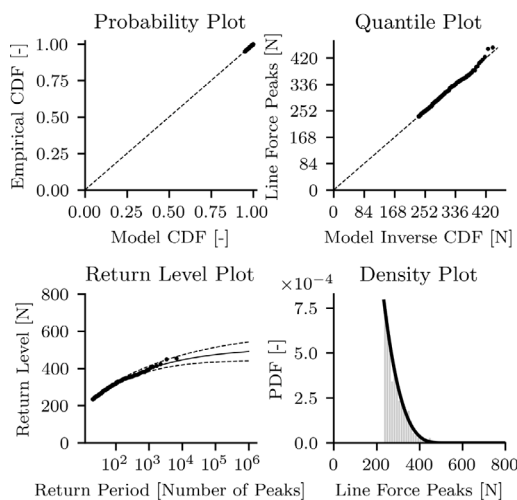 Probability Plot
Empirical CDF [-]
1.00
0.75
0.50
0.25
0.00
0.00 0.25 0.50 0.75 1.00
Model CDF [-]
Quantile Plot
Line Force Peaks [N]
420
336
252
168
84
0
0 84 168 252 336 420
Model Inverse CDF [N]
Return Level Plot
Return Level [N]
800
600
400
200
0
10² 10³ 10⁴ 10⁵ 10⁶
Return Period [Number of Peaks]
Density Plot
×10⁻⁴
PDF [-]
7.5
5.0
2.5
0.0
0 200 400 600 800
Line Force Peaks [N]